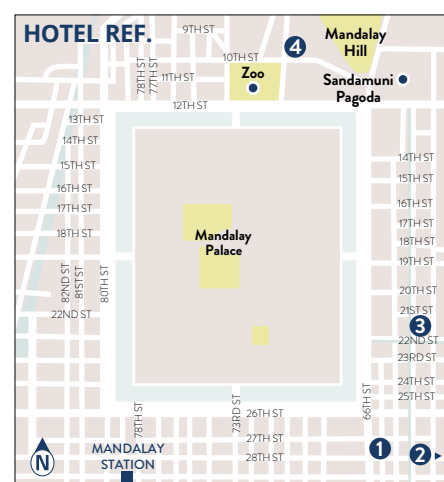 HOTEL REF.
9TH ST
4
Mandalay
Hill
10TH ST
78TH ST
77TH ST
11TH ST
Zoo
Sandamuni
Pagoda
12TH ST
13TH ST
14TH ST
14TH ST
15TH ST
15TH ST
16TH ST
16TH ST
17TH ST
17TH ST
18TH ST
18TH ST
Mandalay
Palace
19TH ST
82ND ST
81ST ST
80TH ST
20TH ST
22ND ST
21ST ST
3
22ND ST
23RD ST
24TH ST
25TH ST
66TH ST
78TH ST
73RD ST
26TH ST
27TH ST
28TH ST
1
2
N
MANDALAY
STATION